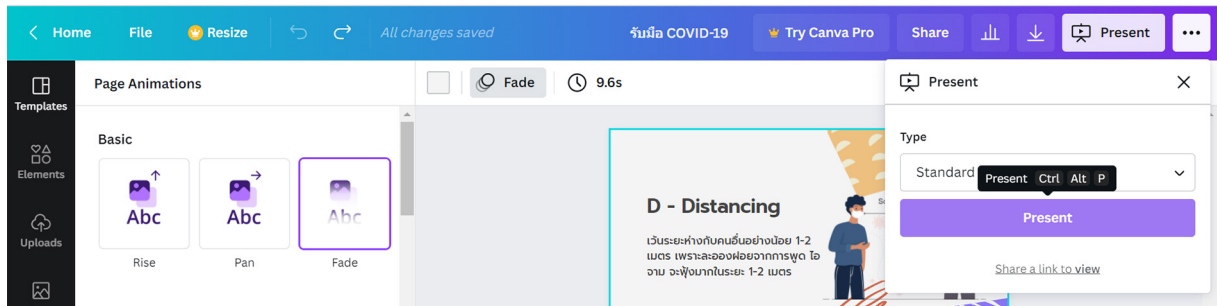 Home File Resize All changes saved รับมือ COVID-19 Try Canva Pro Share Present
Templates
Elements
Uploads
Page Animations
Basic
Abc Abc Abc
Rise Pan Fade
Fade 9.6s
D - Distancing
เว้นระยะห่างกับคนอื่นอย่างน้อย 1-2
เมตร เพราะละอองฝอยจากการพูด ไอ
จาม จะฟุ้งมากในระยะ 1-2 เมตร
Present
Type
Standard
Present Ctrl Alt P
Present
Share a link to view